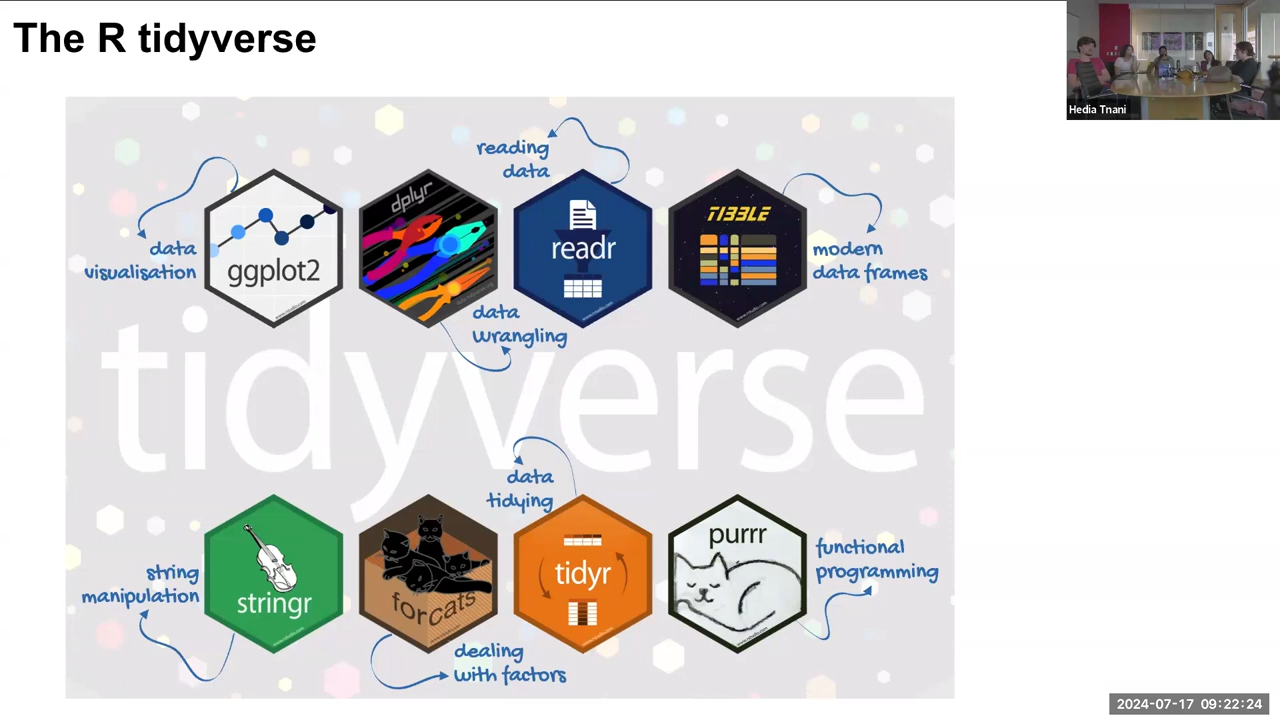 The R tidyverse
Hedia Tnani
reading
data
data
visualisation
ggplot2
dplyr
readr
TIBBLE
modern
data frames
data
wrangling
tidyverse
data
tidying
string
manipulation
stringr
forcats
tidyr
purrr
functional
programming
dealing
with factors
2024-07-17 09:22:24